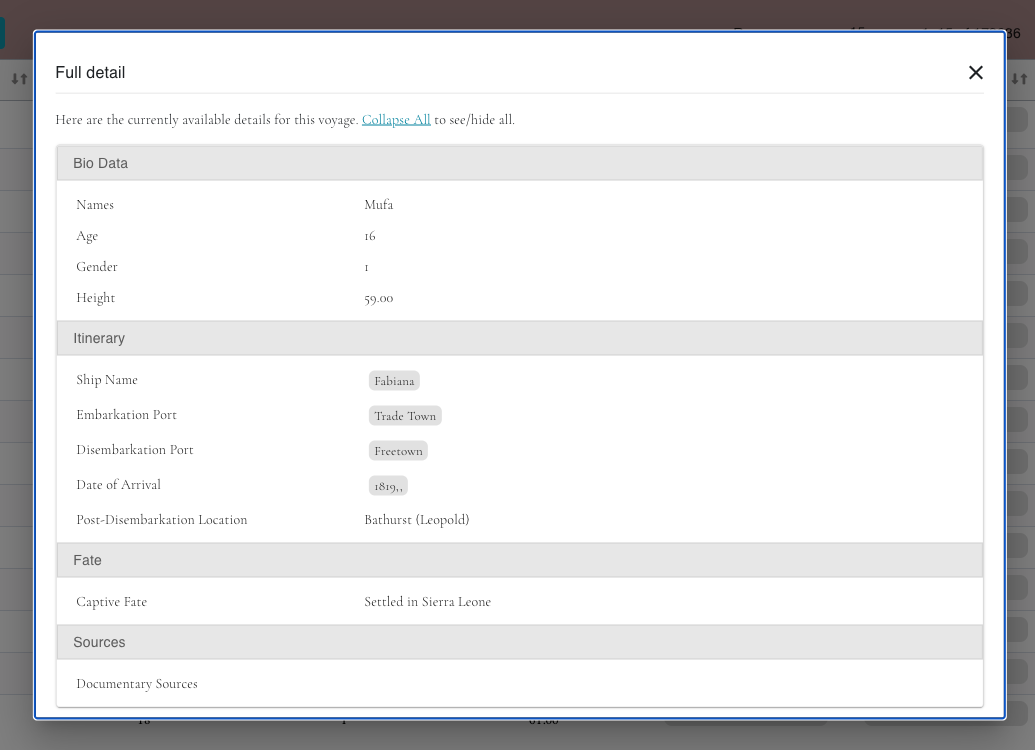 36
Full detail
Here are the currently available details for this voyage. Collapse All to see/hide all.
Bio Data
Names Mufa
Age 16
Gender 1
Height 59.00
Itinerary
Ship Name Fabiana
Embarkation Port Trade Town
Disembarkation Port Freetown
Date of Arrival 1819,,
Post-Disembarkation Location Bathurst (Leopold)
Fate
Captive Fate Settled in Sierra Leone
Sources
Documentary Sources